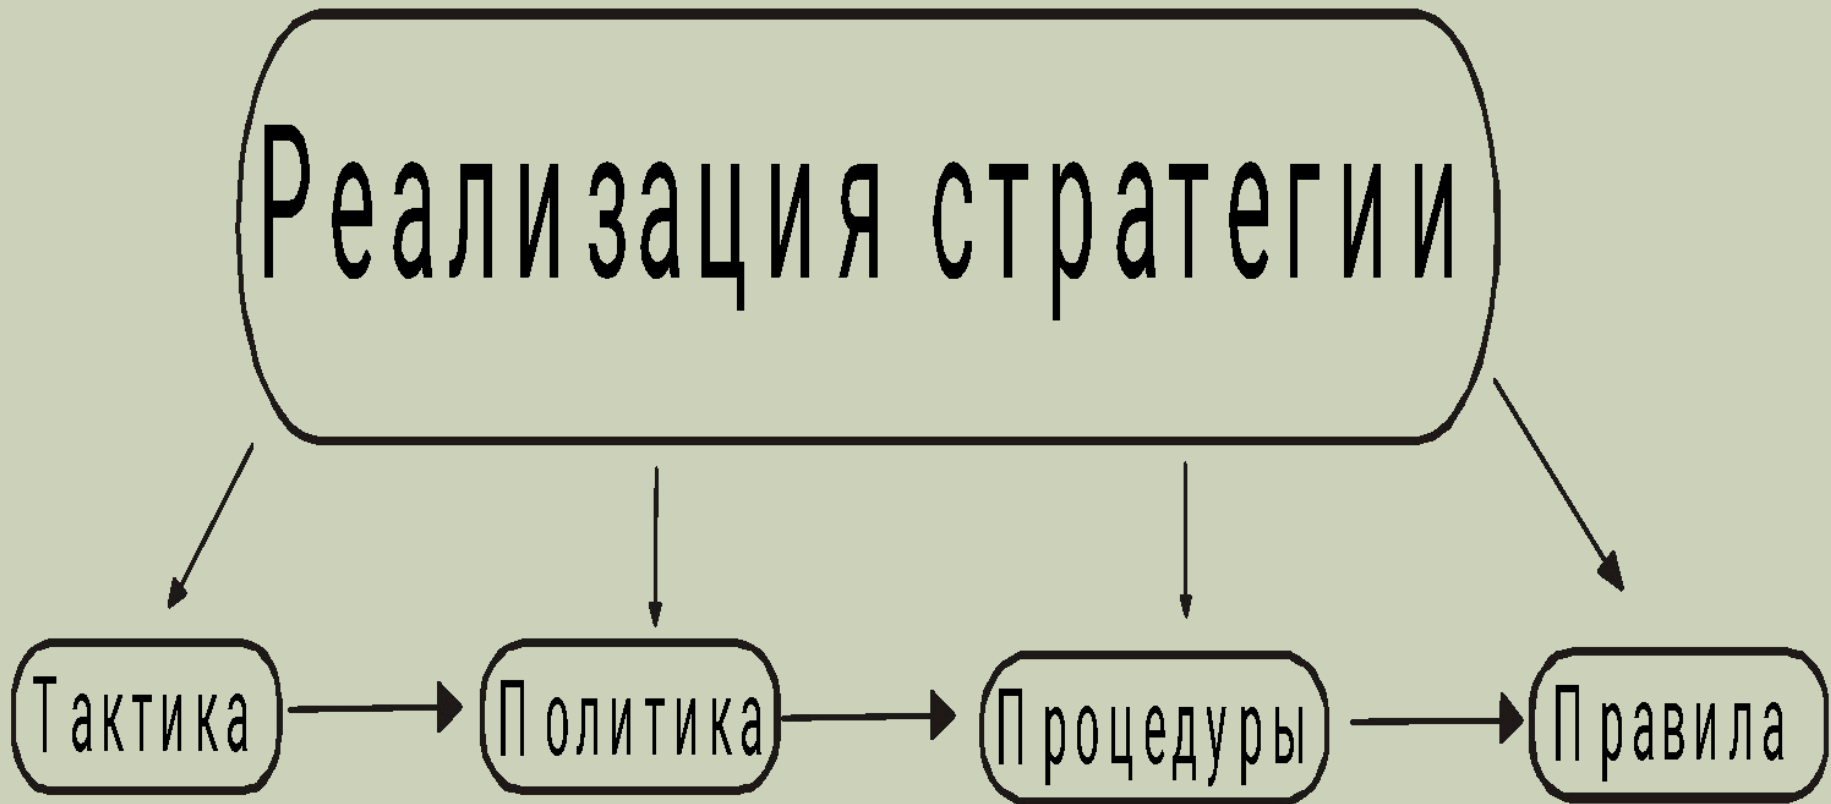 Реализация стратегии
Тактика
Политика
Процедуры
Правила